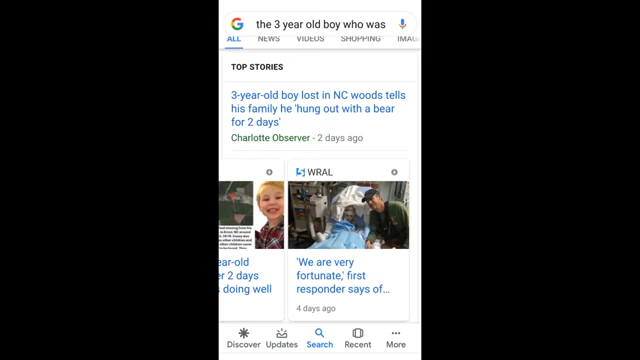 the 3 year old boy who was
ALL NEWS VIDEOS SHOPPING IMAG
TOP STORIES
3-year-old boy lost in NC woods tells
his family he 'hung out with a bear
for 2 days'
Charlotte Observer - 2 days ago
WRAL
ear-old
r 2 days
s doing well
'We are very
fortunate,' first
responder says of...
4 days ago
Discover Updates Search Recent More